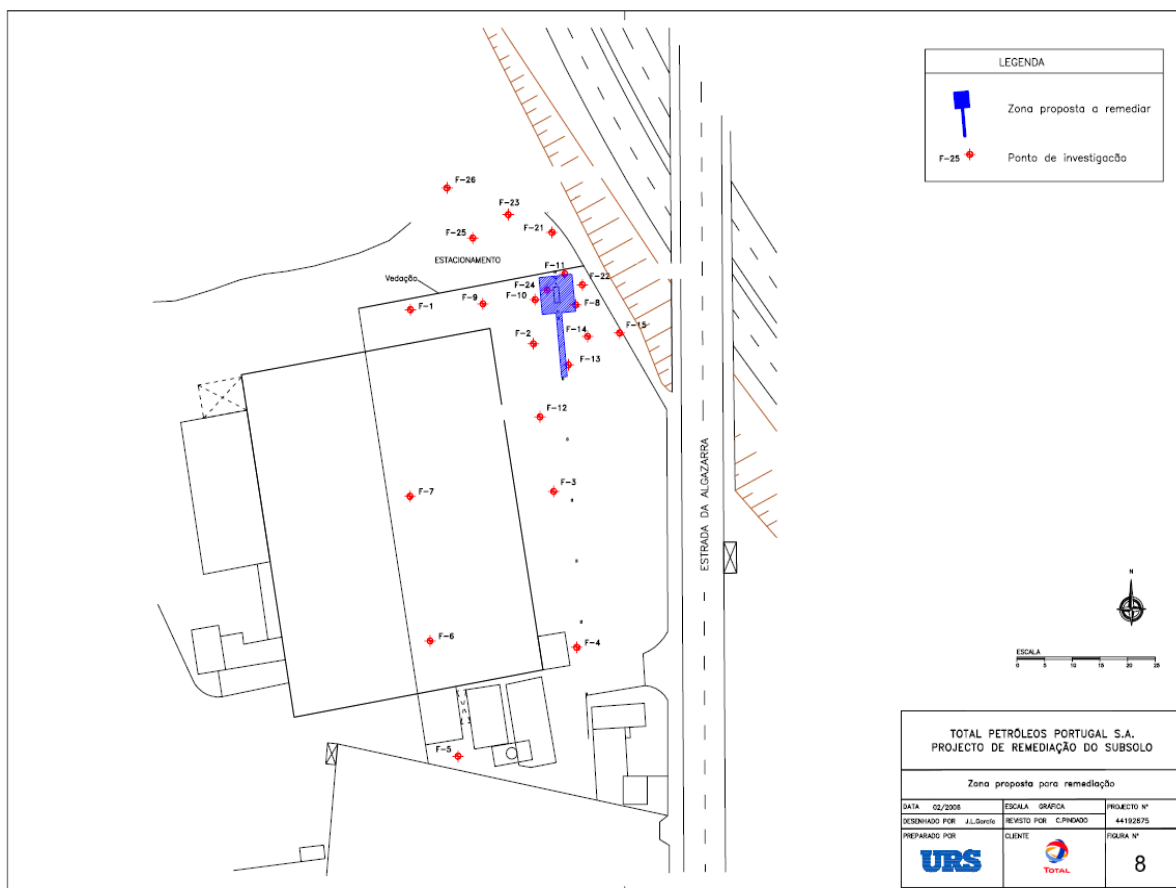 LEGENDA
Zona proposta a remediar
F-25
Ponto de investigacão
F-26
F-23
F-25
F-21
ESTACIONAMENTO
Vedação
F-11
F-22
F-24
F-10
F-9
F-8
F-1
F-14
F-15
F-2
F-13
F-12
F-7
F-3
F-6
F-4
F-5
ESTRADA DA ALGAZARRA
N
ESCALA
0 5 10 15 20 25
TOTAL PETRÓLEOS PORTUGAL S.A.
PROJECTO DE REMEDIAÇÃO DO SUBSOLO
Zona proposta para remediação
DATA 02/2006
ESCALA GRÁFICA
PROJECTO Nº
DESENHADO POR J.L.García
REVISTO POR C.PINDADO
44192675
PREPARADO POR
CLIENTE
FIGURA Nº
URS
TOTAL
8